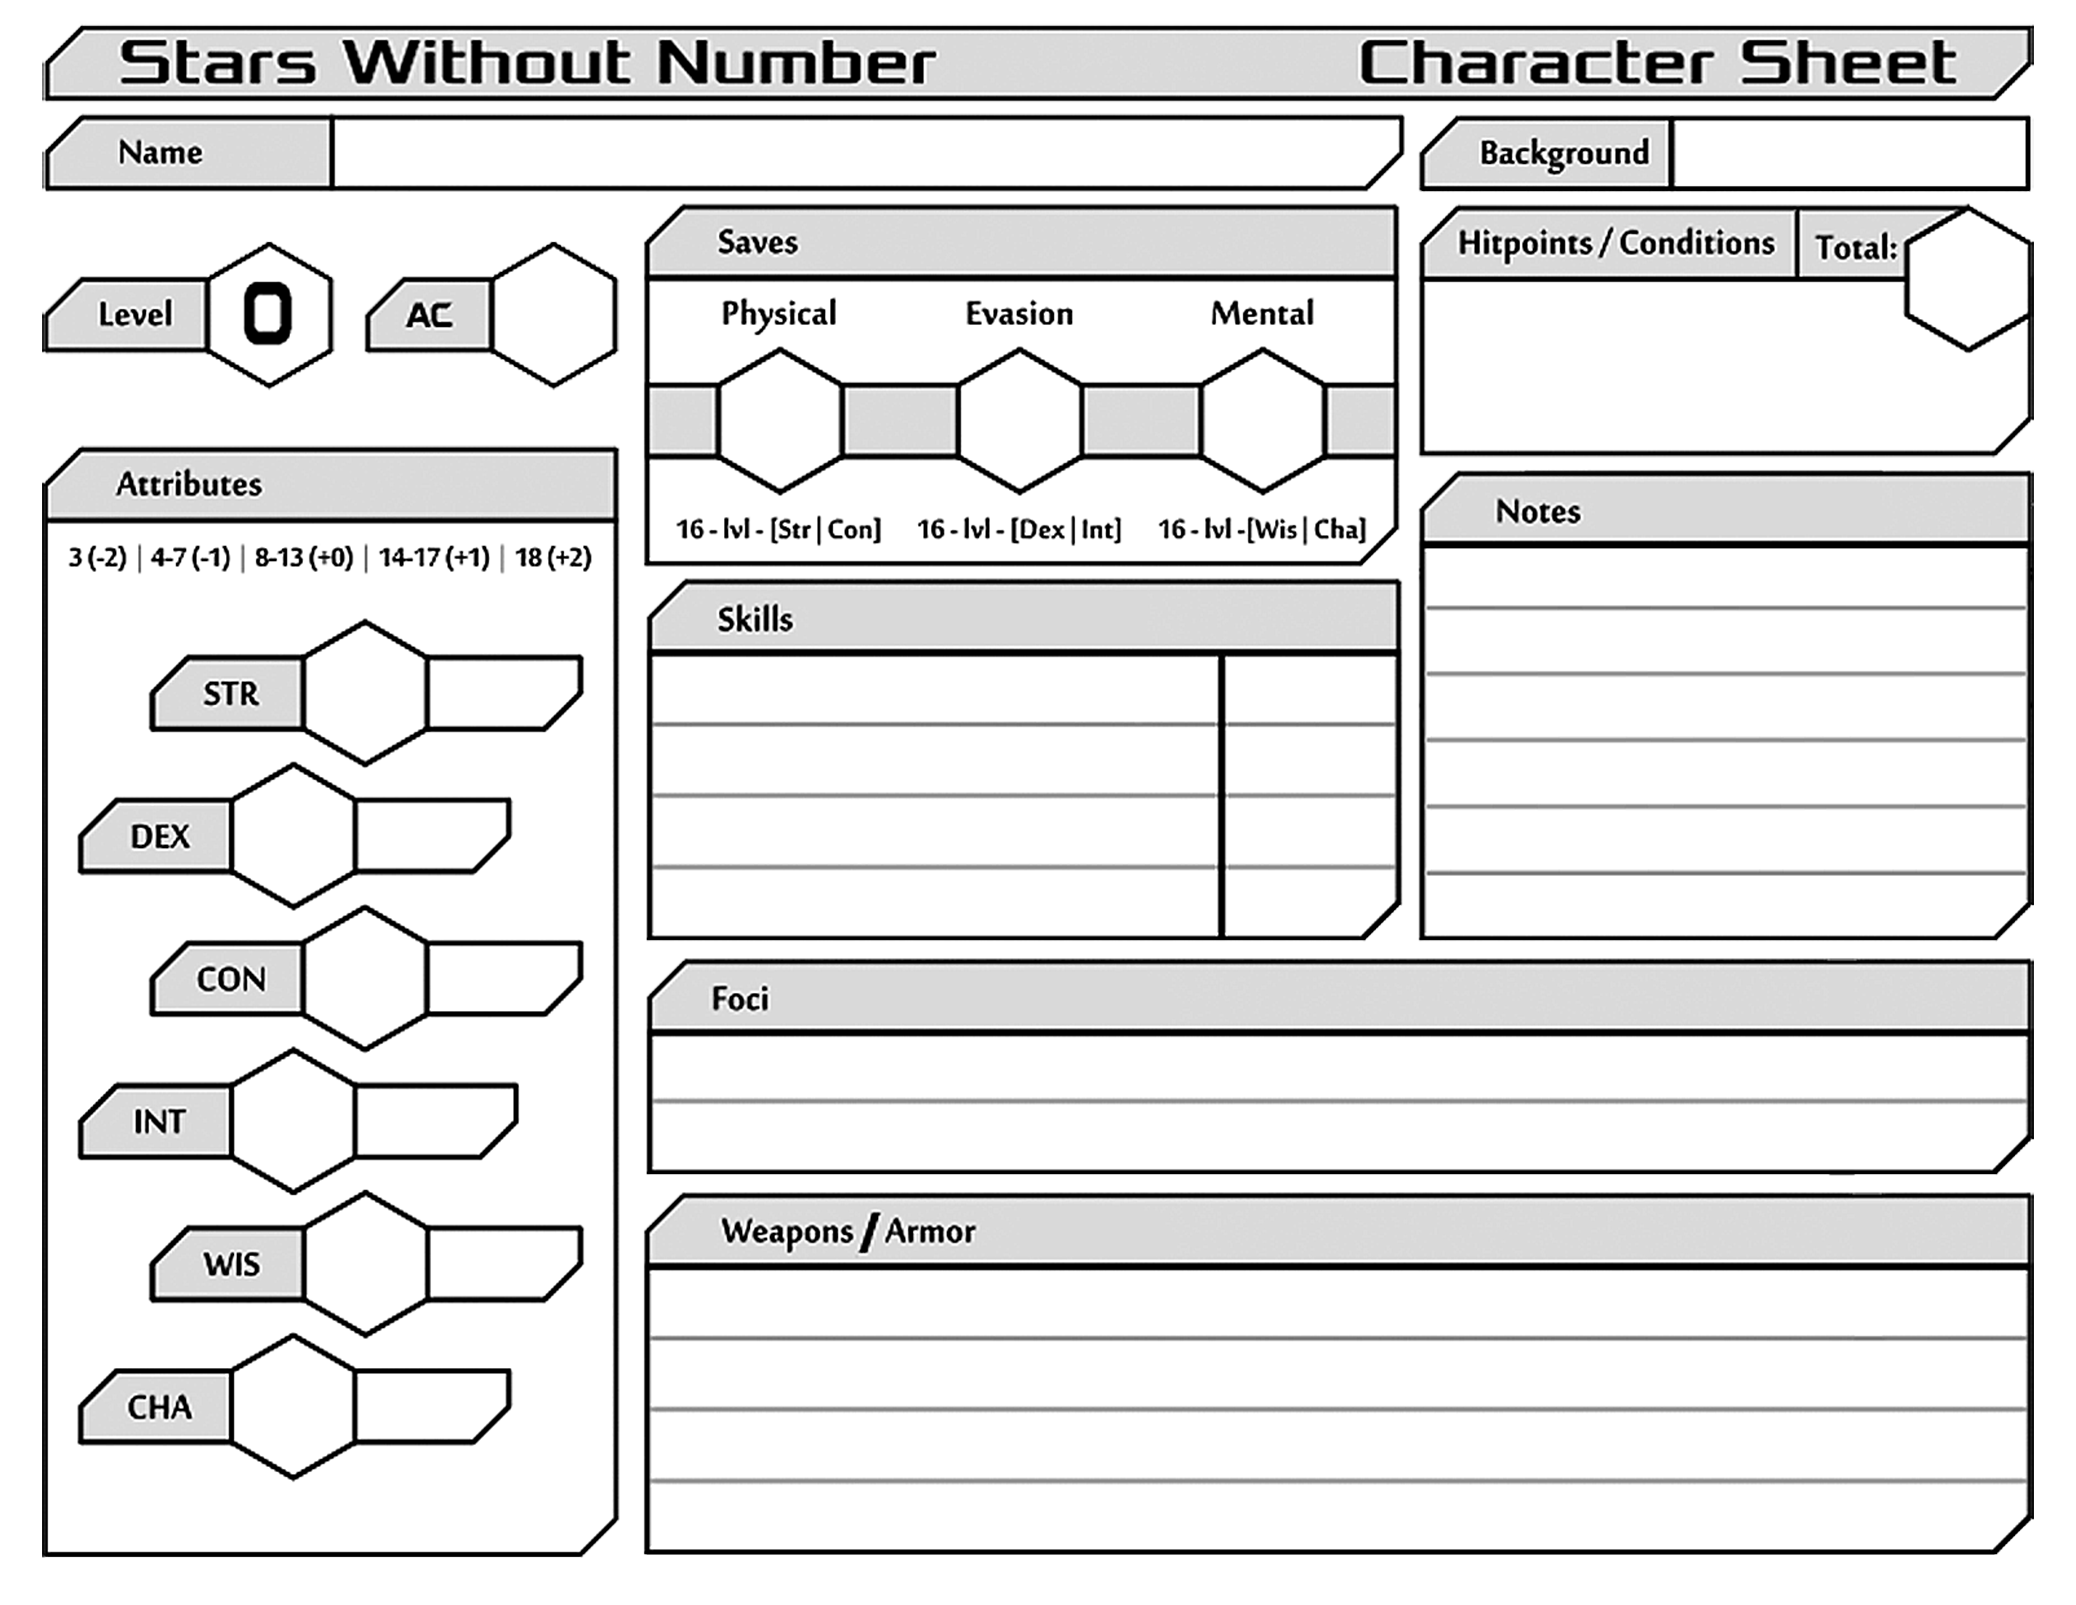 Stars Without Number Character Sheet
Name
Background
Level 0
AC
Saves
Physical Evasion Mental
16 - lvl - [Str | Con] 16 - lvl - [Dex | Int] 16 - lvl -[Wis | Cha]
Hitpoints / Conditions Total:
Attributes
3 (-2) | 4-7 (-1) | 8-13 (+0) | 14-17 (+1) | 18 (+2)
STR
DEX
CON
INT
WIS
CHA
Skills
Notes
Foci
Weapons / Armor